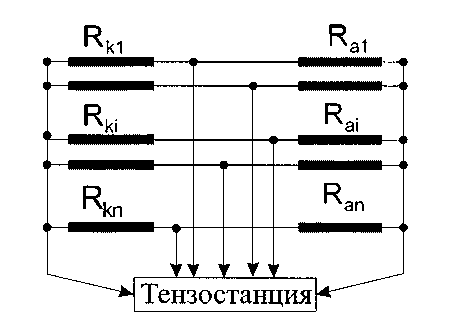 Rk1 Ra1
Rki Rai
Rkn Ran
Тензостанция